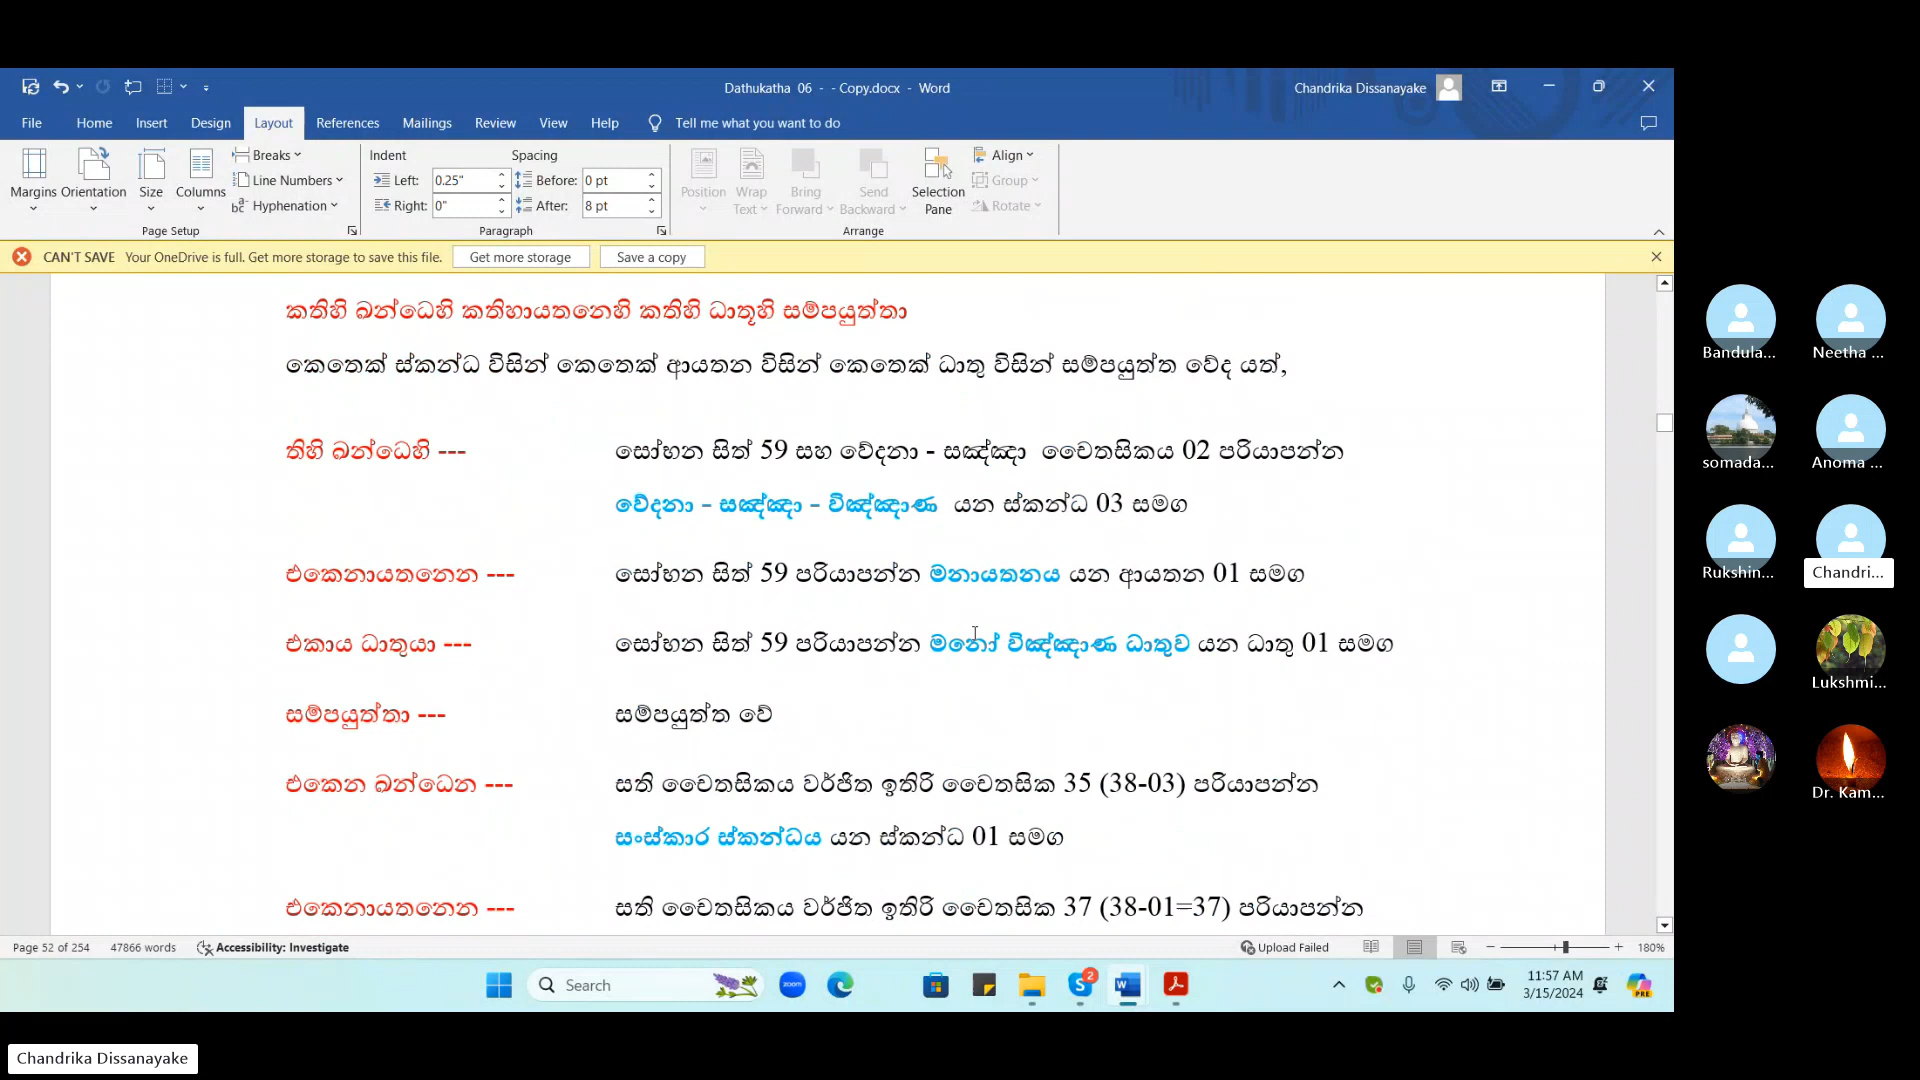 Dathukatha 06 - - Copy.docx - Word
Chandrika Dissanayake
File Home Insert Design Layout References Mailings Review View Help Tell me what you want to do
Margins Orientation Size Columns
Breaks
Line Numbers
Hyphenation
Page Setup
Indent Spacing
Left: 0.25" Before: 0 pt
Right: 0" After: 8 pt
Paragraph
Position Wrap Text Bring Forward Send Backward Selection Pane
Align
Group
Rotate
Arrange
CAN'T SAVE Your OneDrive is full. Get more storage to save this file. Get more storage Save a copy
කතිහි ඛන්ධෙහි කතිහායතනෙහි කතිහි ධාතූහි සම්පයුත්තා
කෙතෙක් ස්කන්ධ විසින් කෙතෙක් ආයතන විසින් කෙතෙක් ධාතු විසින් සම්පයුත්ත වේද යත්,
තිහි ඛන්ධෙහි --- සෝභන සිත් 59 සහ වේදනා - සඤ්ඤා චෛතසිකය 02 පරියාපන්න
වේදනා - සඤ්ඤා - විඤ්ඤාණ යන ස්කන්ධ 03 සමග
එකෙනායතනෙන --- සෝභන සිත් 59 පරියාපන්න මනායතනය යන ආයතන 01 සමග
එකාය ධාතුයා --- සෝභන සිත් 59 පරියාපන්න මනෝ විඤ්ඤාණ ධාතුව යන ධාතු 01 සමග
සම්පයුත්තා --- සම්පයුත්ත වේ
එකෙන ඛන්ධෙන --- සති චෛතසිකය වර්ජිත ඉතිරි චෛතසික 35 (38-03) පරියාපන්න
සංස්කාර ස්කන්ධය යන ස්කන්ධ 01 සමග
එකෙනායතනෙන --- සති චෛතසිකය වර්ජිත ඉතිරි චෛතසික 37 (38-01=37) පරියාපන්න
Page 52 of 254 47866 words Accessibility: Investigate Upload Failed 180%
Search
zoom
2
11:57 AM
3/15/2024
PRE
Bandula... Neetha ...
somada... Anoma ...
Rukshin... Chandri...
Lukshmi...
Dr. Kam...
Chandrika Dissanayake